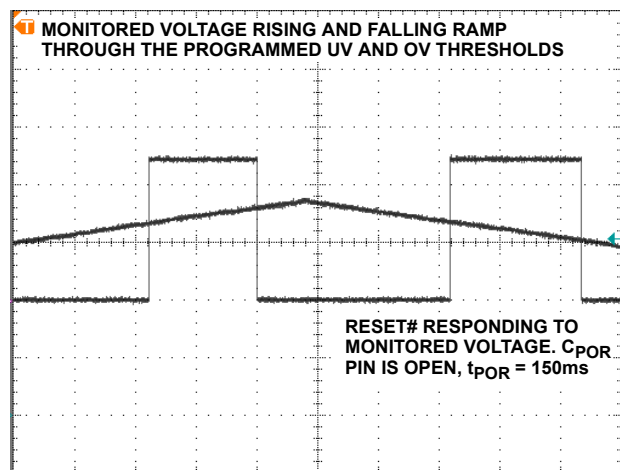 T MONITORED VOLTAGE RISING AND FALLING RAMP
THROUGH THE PROGRAMMED UV AND OV THRESHOLDS
RESET# RESPONDING TO
MONITORED VOLTAGE. CPOR
PIN IS OPEN, tPOR = 150ms